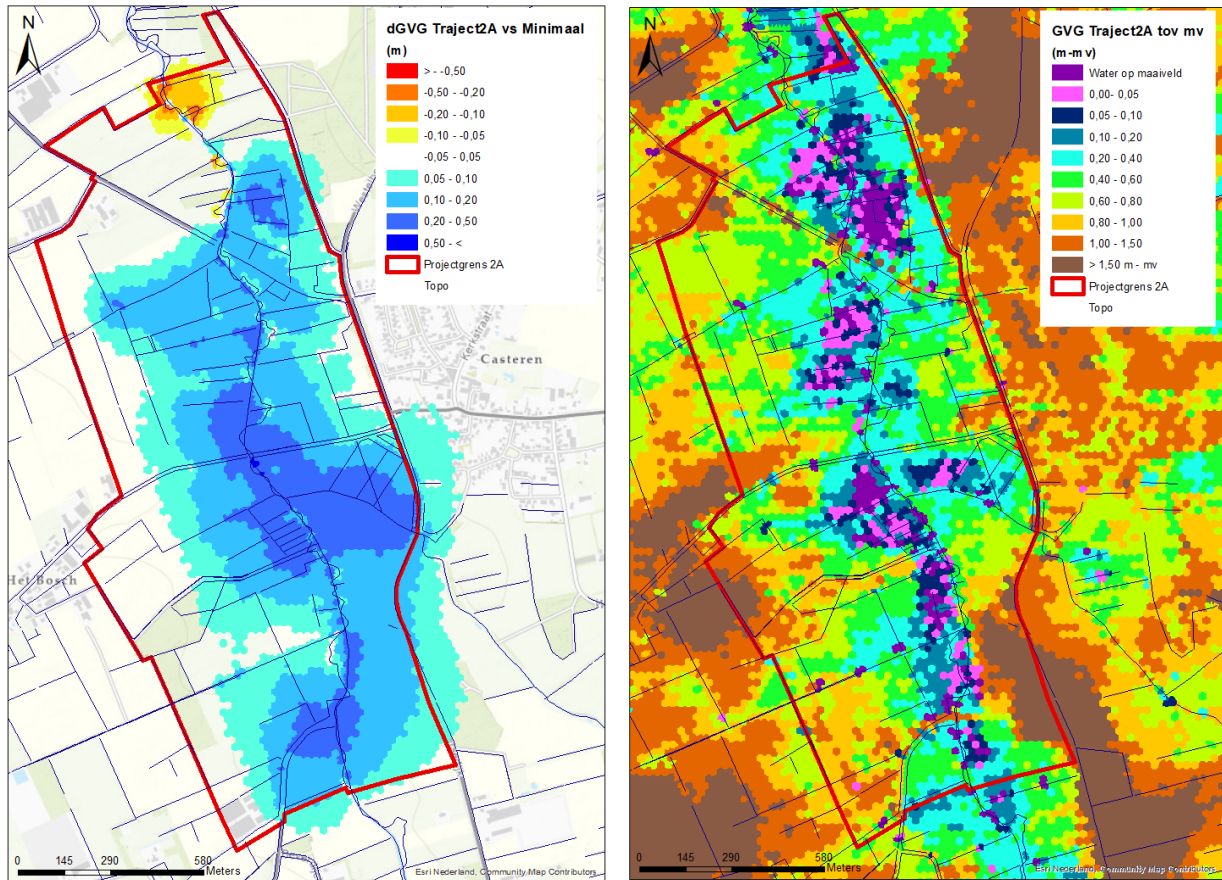 N
dGVG Traject2A vs Minimaal
(m)
> - -0,50
-0,50 - -0,20
-0,20 - -0,10
-0,10 - -0,05
-0,05 - 0,05
0,05 - 0,10
0,10 - 0,20
0,20 - 0,50
0,50 - <
Projectgrens 2A
Topo
Kerkstraat
Casteren
Het Bosch
0 145 290 580
Meters
Esri Nederland, Community Map Contributors
N
GVG Traject2A tov mv
(m-mv)
Water op maaiveld
0,00- 0,05
0,05 - 0,10
0,10 - 0,20
0,20 - 0,40
0,40 - 0,60
0,60 - 0,80
0,80 - 1,00
1,00 - 1,50
> 1,50 m - mv
Projectgrens 2A
Topo
0 145 290 580
Meters
Esri Nederland, Community Map Contributors